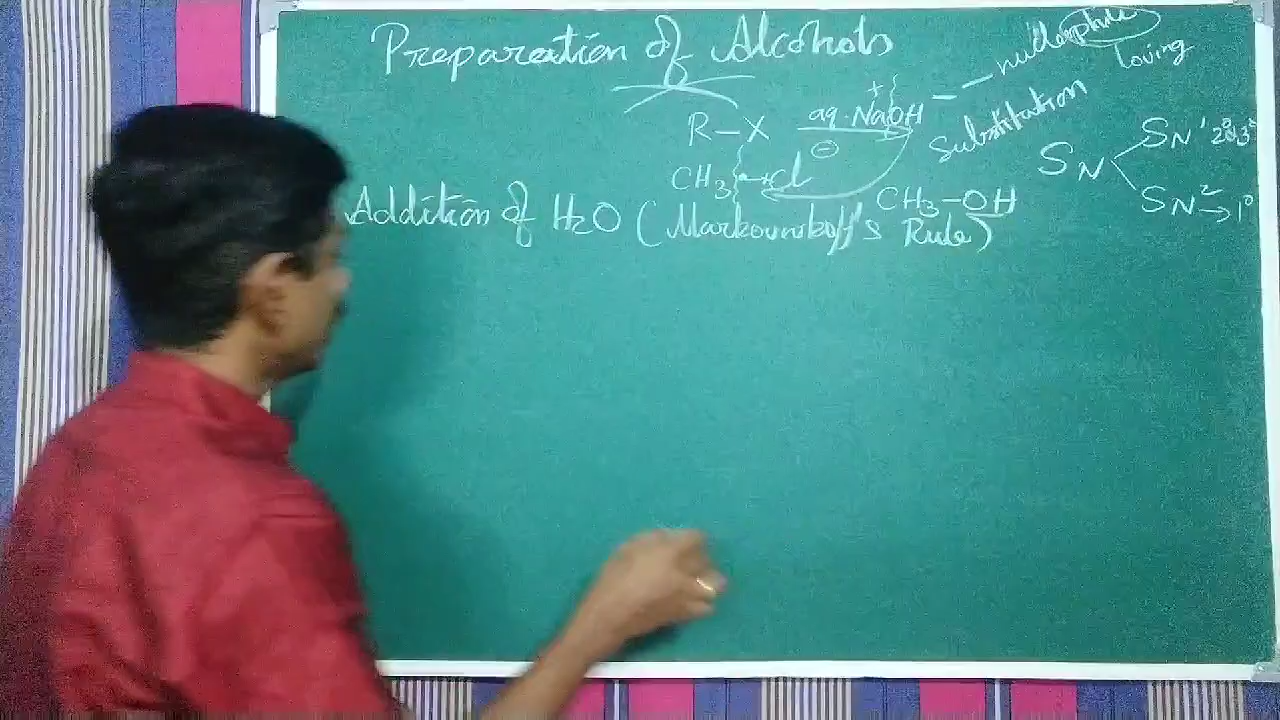 Preparation of Alcohols
nucleophile
loving
R-X aq. NaOH
+
⊖
substitution
SN
SN¹ 2° & 3°
SN² → 1°
CH3 - Cl
CH3-OH
Addition of H2O (Markownikoff's Rule)